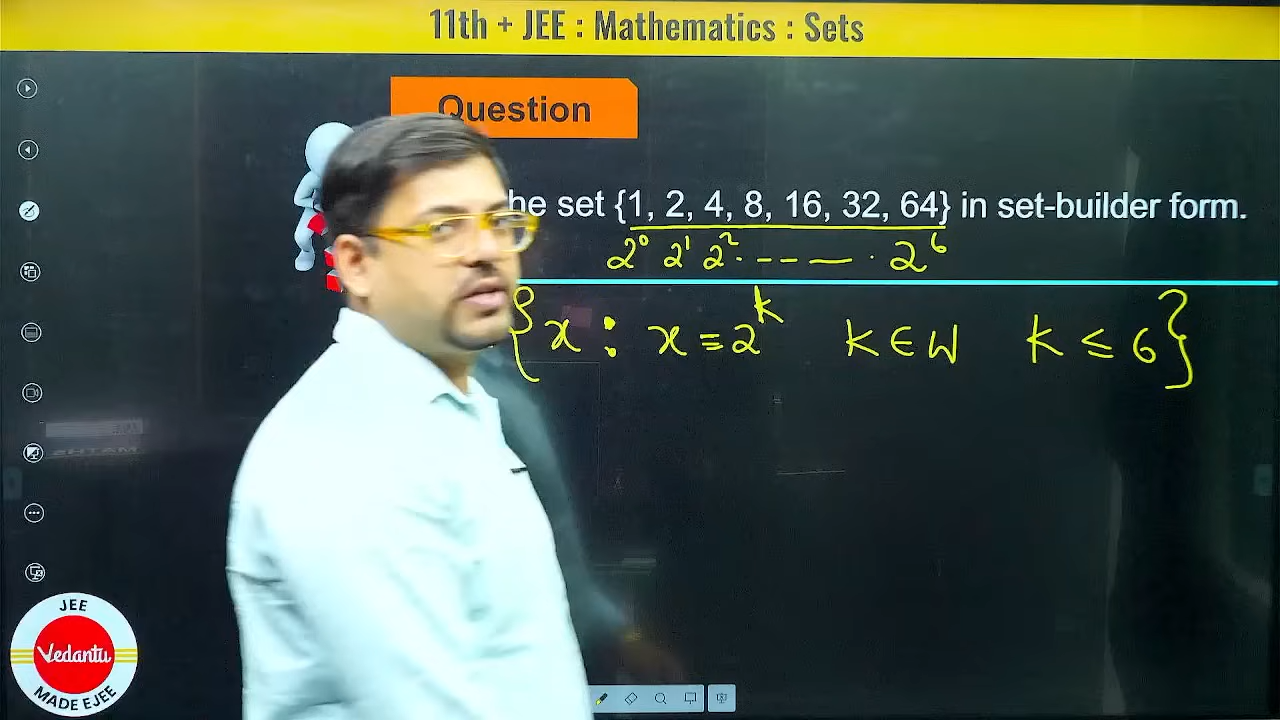 11th + JEE : Mathematics : Sets
Question
he set {1, 2, 4, 8, 16, 32, 64} in set-builder form.
2⁰ 2¹ 2² · - - — · 2⁶
{x : x = 2ᵏ k ∈ W k ≤ 6}
JEE
Vedantu
MADE EJEE